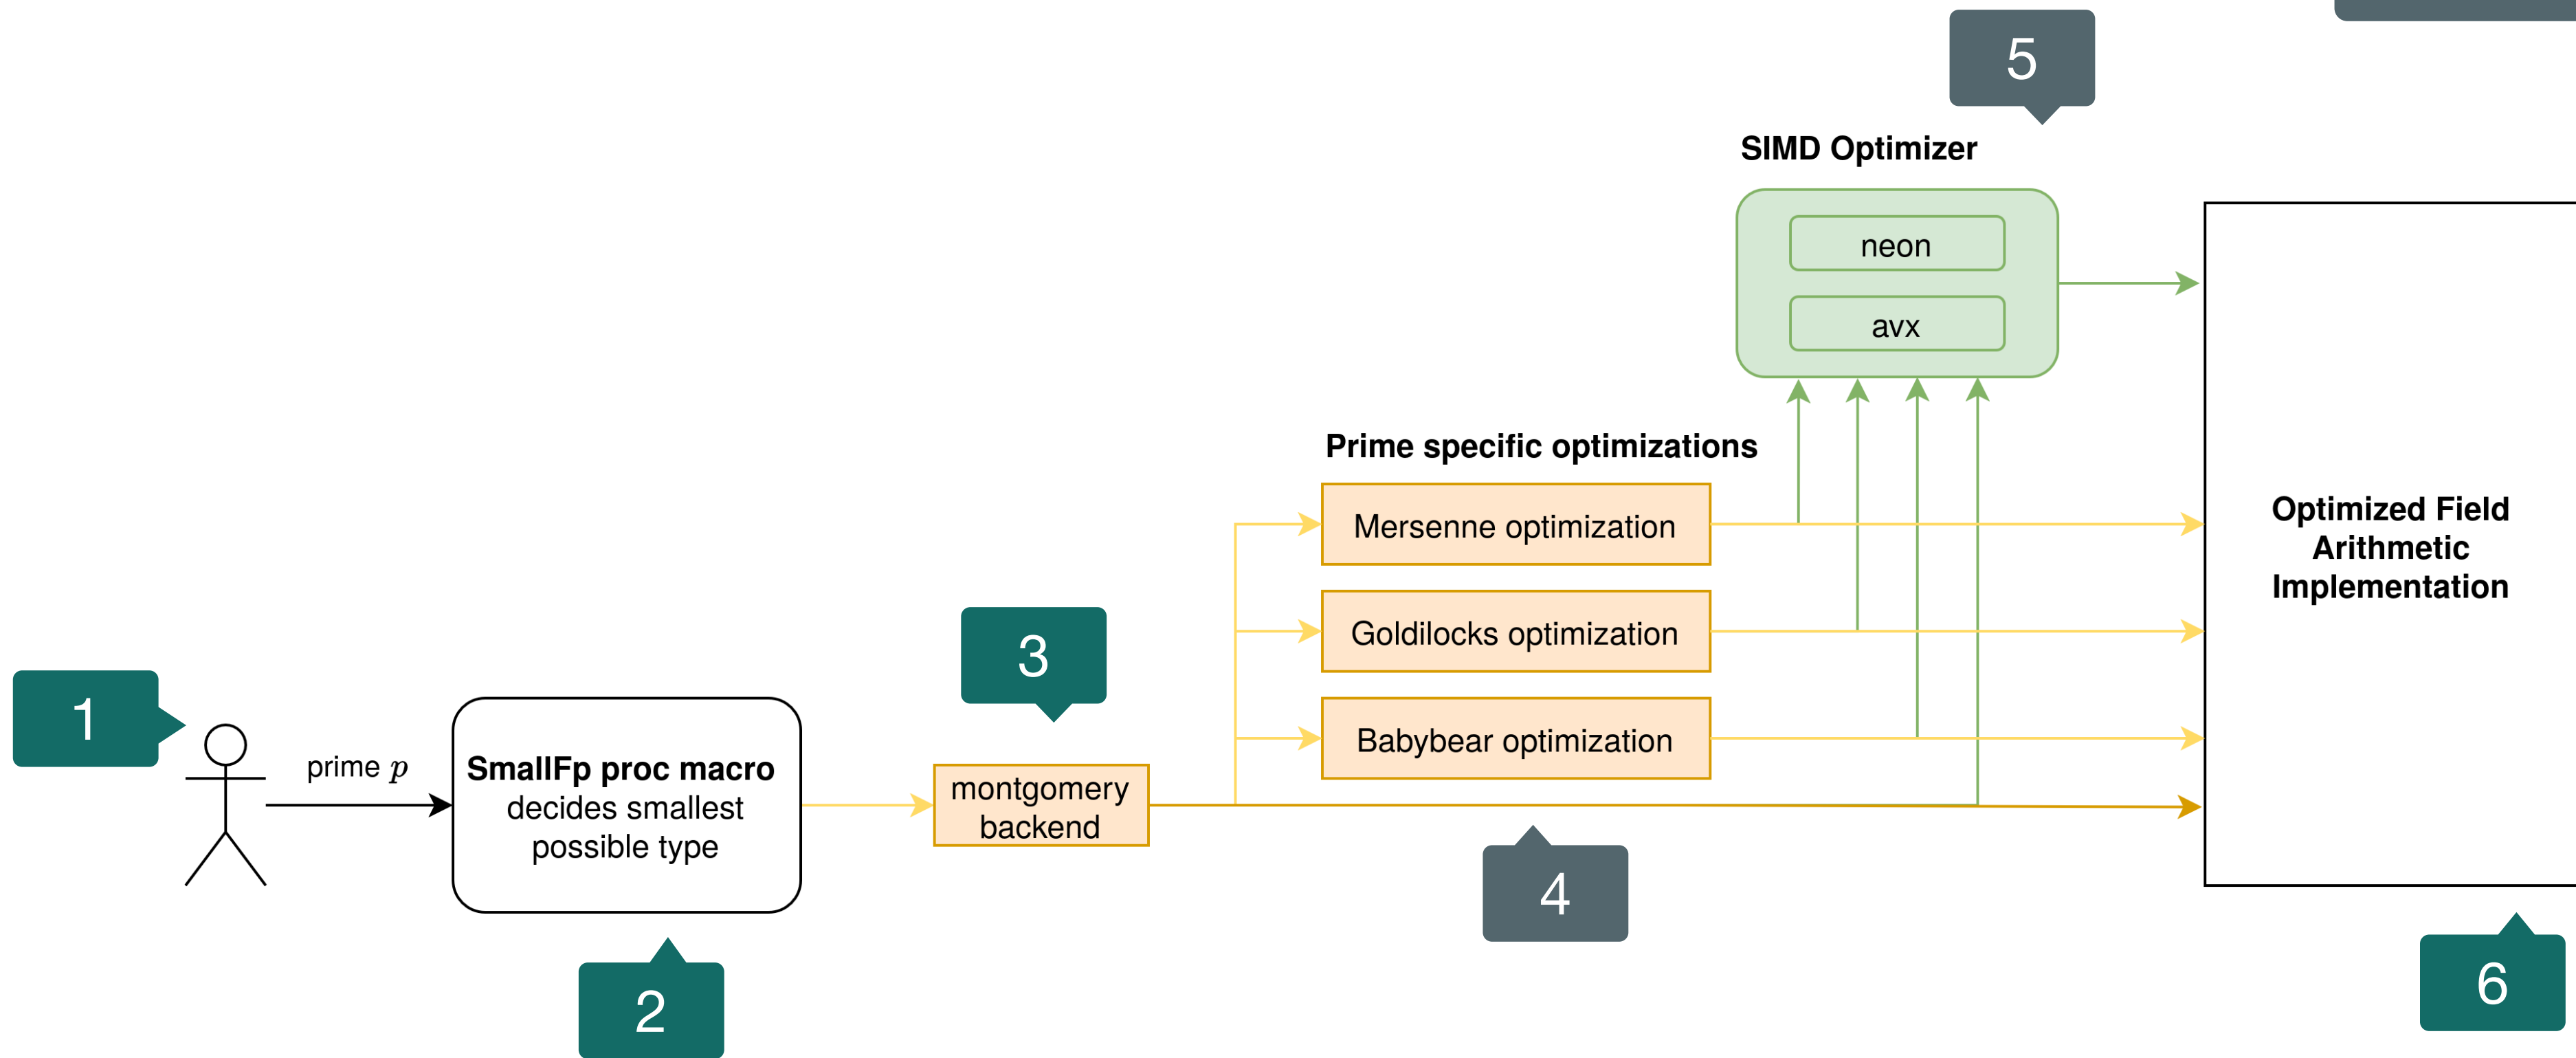 5
SIMD Optimizer
neon
avx
Prime specific optimizations
Mersenne optimization
Goldilocks optimization
Babybear optimization
Optimized Field
Arithmetic
Implementation
3
1
prime p
SmallFp proc macro
decides smallest
possible type
montgomery
backend
4
2
6